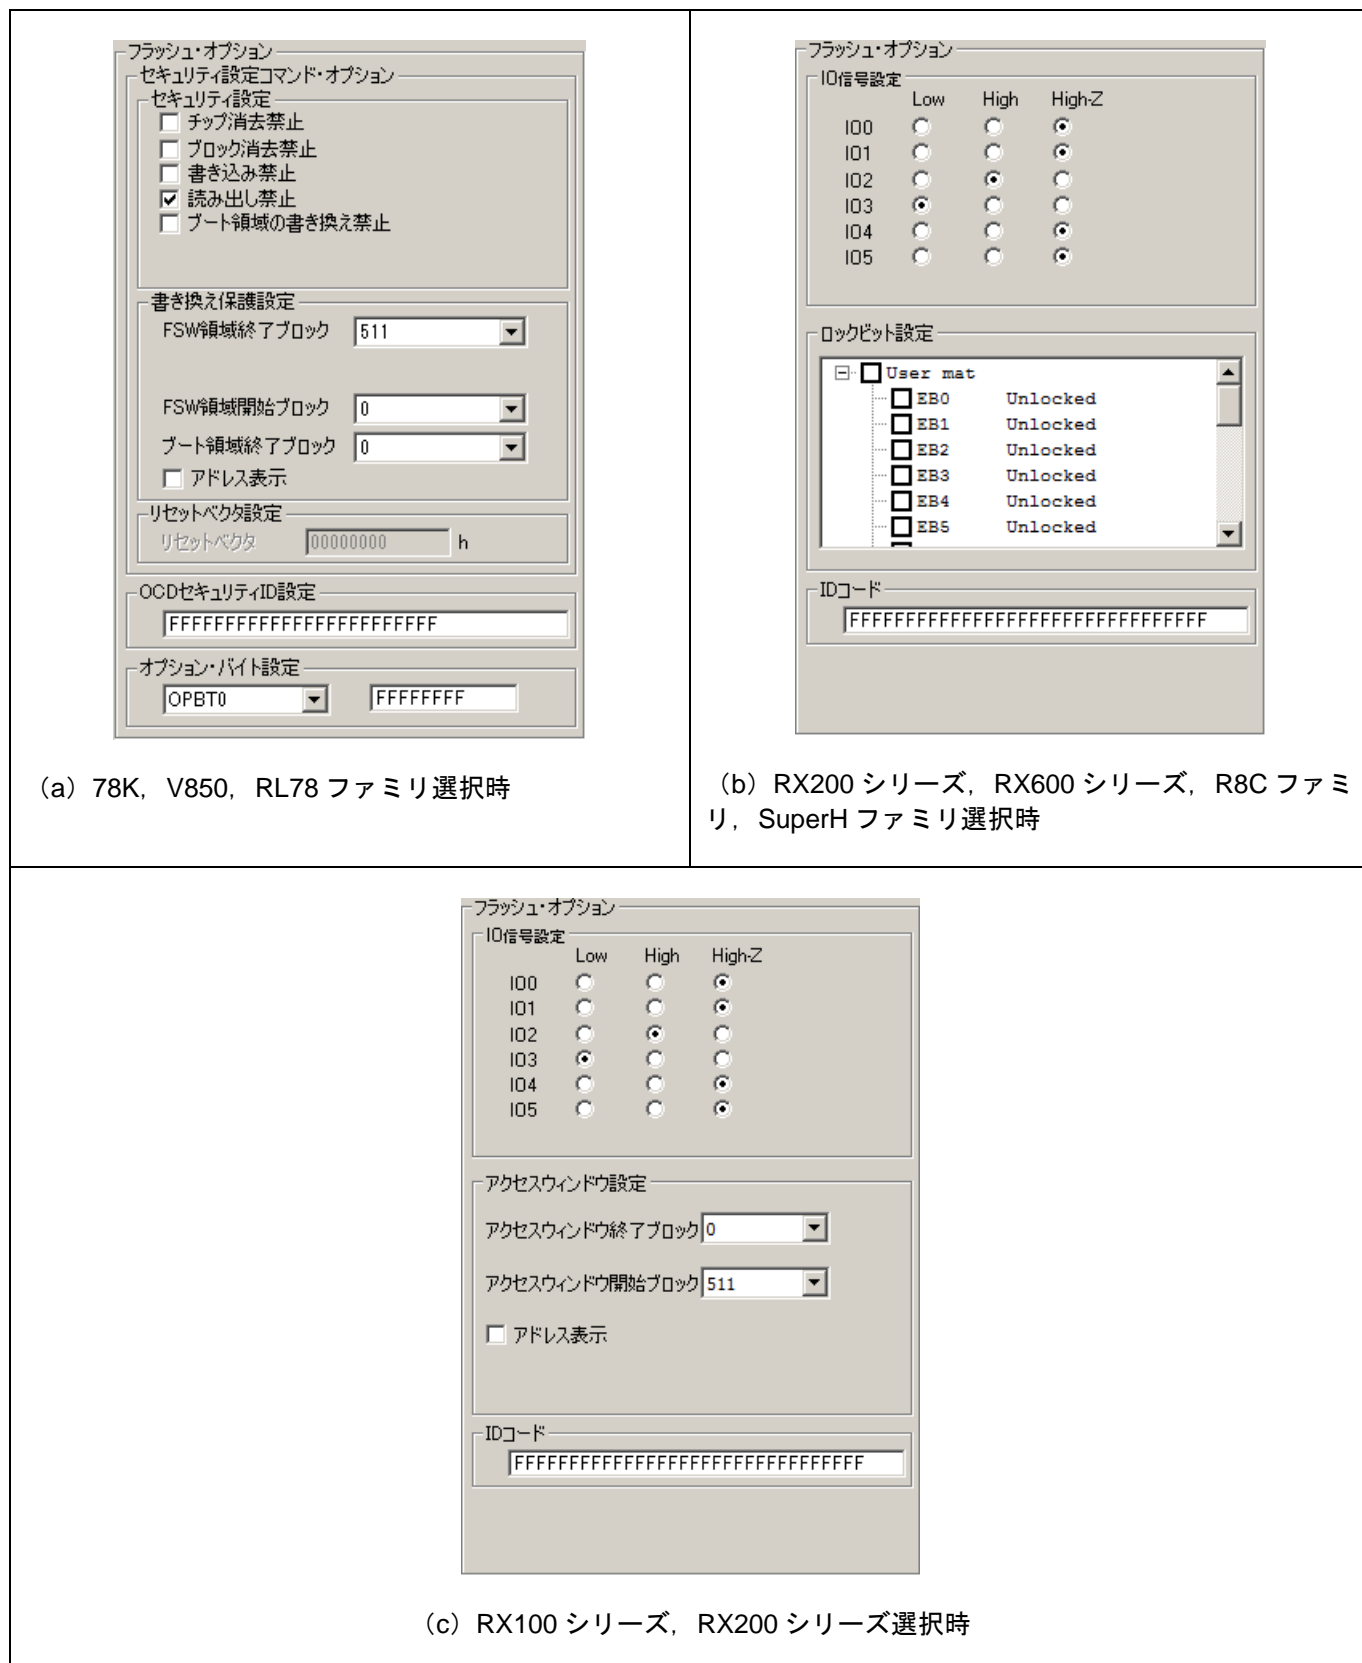 フラッシュ・オプション
セキュリティ設定コマンド・オプション
セキュリティ設定
チップ消去禁止
ブロック消去禁止
書き込み禁止
読み出し禁止
ブート領域の書き換え禁止
書き換え保護設定
FSW領域終了ブロック 511
FSW領域開始ブロック 0
ブート領域終了ブロック 0
アドレス表示
リセットベクタ設定
リセットベクタ 00000000 h
OCDセキュリティID設定
FFFFFFFFFFFFFFFFFFFFFFFF
オプション・バイト設定
OPBT0 FFFFFFFF
（a）78K，V850，RL78 ファミリ選択時
フラッシュ・オプション
IO信号設定
Low High High-Z
IO0
IO1
IO2
IO3
IO4
IO5
ロックビット設定
User mat
EB0 Unlocked
EB1 Unlocked
EB2 Unlocked
EB3 Unlocked
EB4 Unlocked
EB5 Unlocked
IDコード
FFFFFFFFFFFFFFFFFFFFFFFFFFFFFFFF
（b）RX200 シリーズ，RX600 シリーズ，R8C ファミ
リ，SuperH ファミリ選択時
フラッシュ・オプション
IO信号設定
Low High High-Z
IO0
IO1
IO2
IO3
IO4
IO5
アクセスウィンドウ設定
アクセスウィンドウ終了ブロック 0
アクセスウィンドウ開始ブロック 511
アドレス表示
IDコード
FFFFFFFFFFFFFFFFFFFFFFFFFFFFFFFF
（c）RX100 シリーズ，RX200 シリーズ選択時